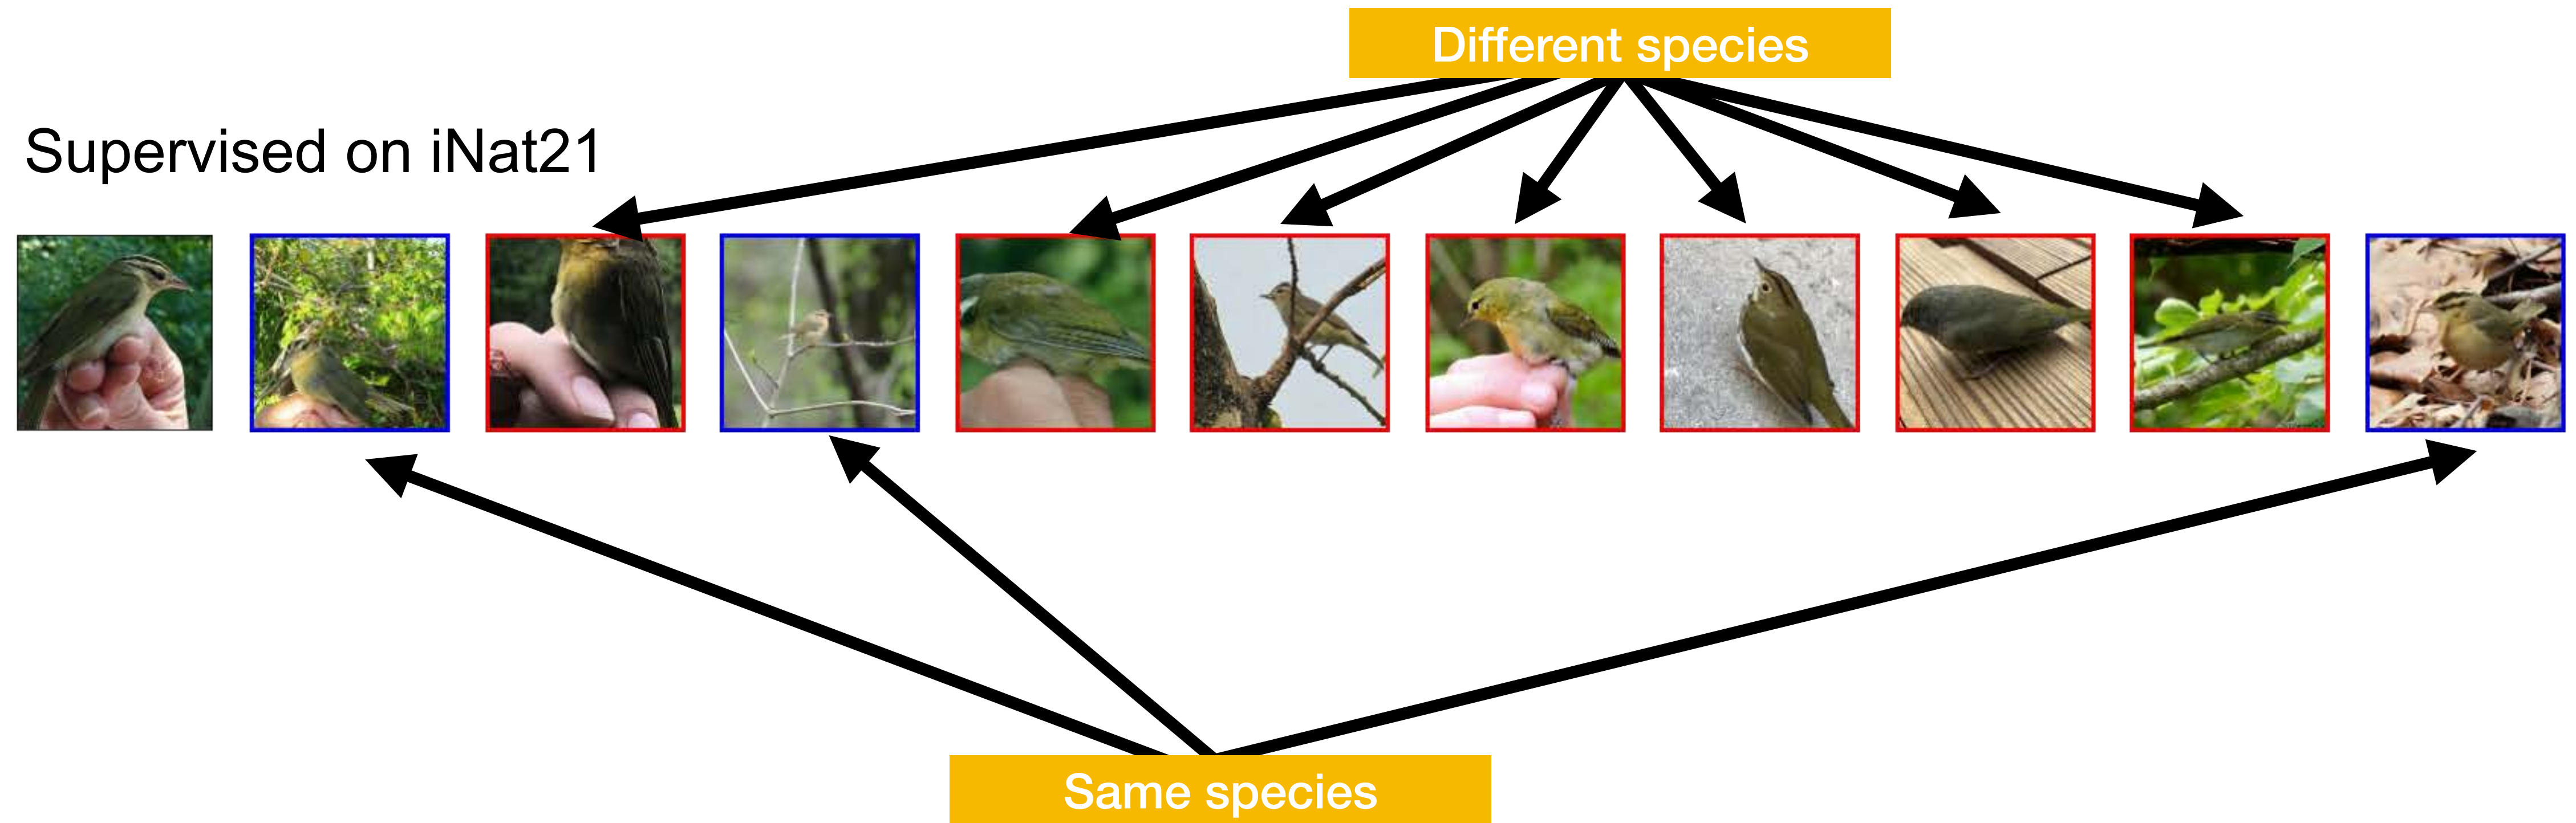 Different species
Supervised on iNat21
Same species